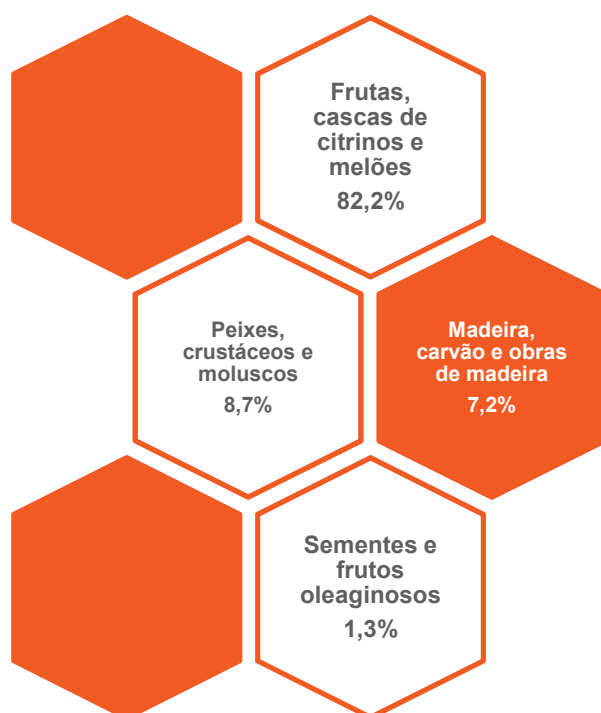 Frutas,
cascas de
citrinos e
melões
82,2%
Peixes,
crustáceos e
moluscos
8,7%
Madeira,
carvão e obras
de madeira
7,2%
Sementes e
frutos
oleaginosos
1,3%